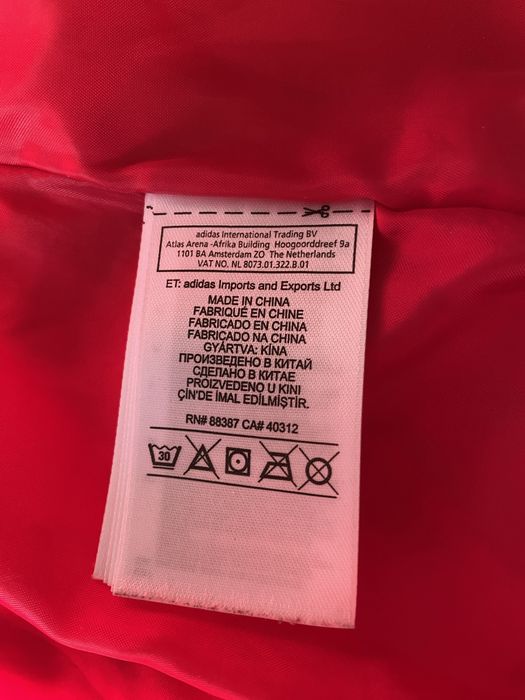 adidas International Trading BV
Atlas Arena -Afrika Building Hoogoorddreef 9a
1101 BA Amsterdam ZO The Netherlands
VAT NO. NL 8073.01.322.B.01
ET: adidas Imports and Exports Ltd
MADE IN CHINA
FABRIQUÉ EN CHINE
FABRICADO EN CHINA
FABRICADO NA CHINA
GYÁRTVA: KÍNA
ПРОИЗВЕДЕНО В КИТАЙ
СДЕЛАНО В КИТАЕ
PROIZVEDENO U KINI
ÇİN'DE İMAL EDİLMİŞTİR.
RN# 88387 CA# 40312
30